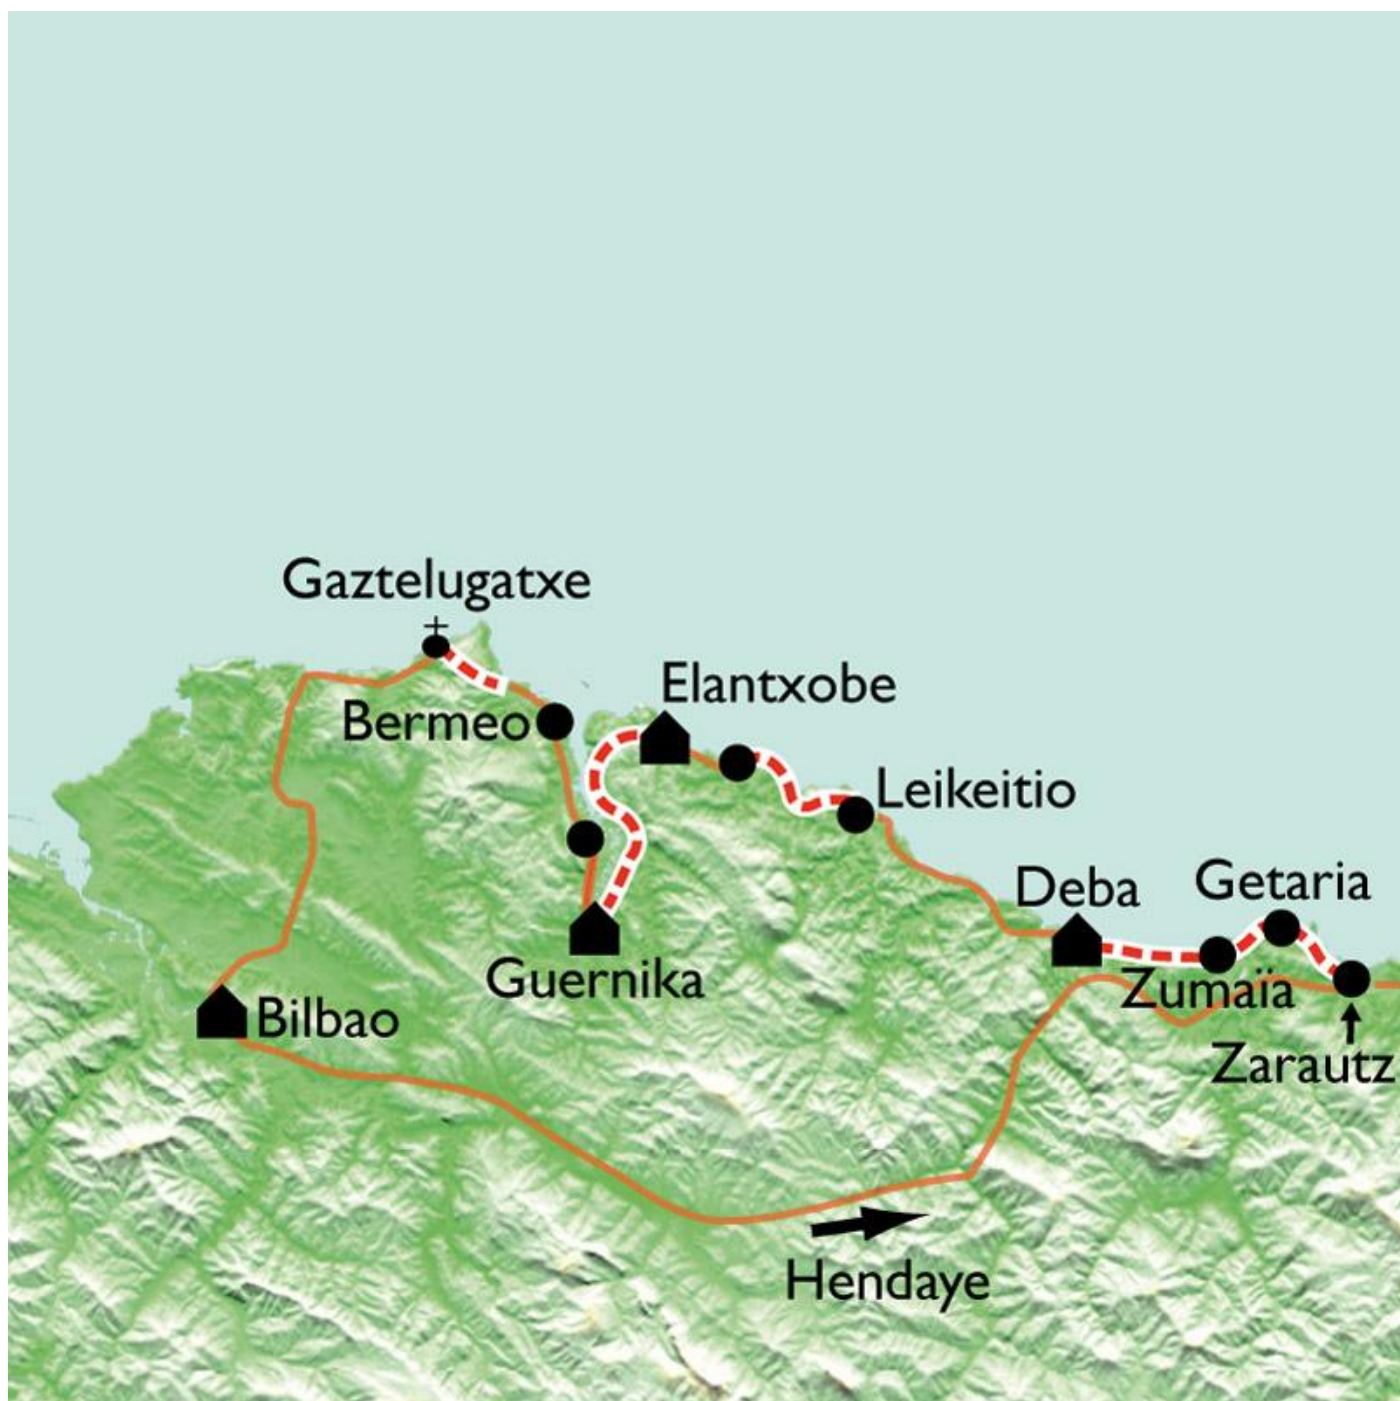 Gaztelugatxe
Elantxobe
Bermeo
Leikeitio
Getaria
Deba
Guernika
Zumaïa
Bilbao
Zarautz
Hendaye